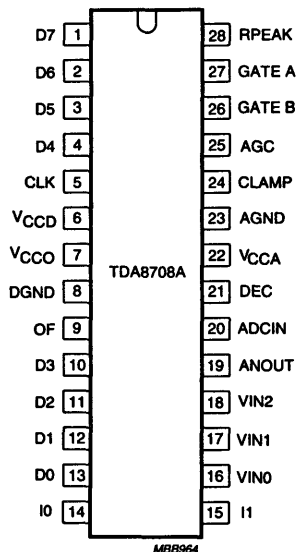 D7 1 28 RPEAK
D6 2 27 GATE A
D5 3 26 GATE B
D4 4 25 AGC
CLK 5 24 CLAMP
VCCD 6 23 AGND
VCCO 7 22 VCCA
TDA8708A
DGND 8 21 DEC
OF 9 20 ADCIN
D3 10 19 ANOUT
D2 11 18 VIN2
D1 12 17 VIN1
D0 13 16 VIN0
I0 14 15 I1
MBB964